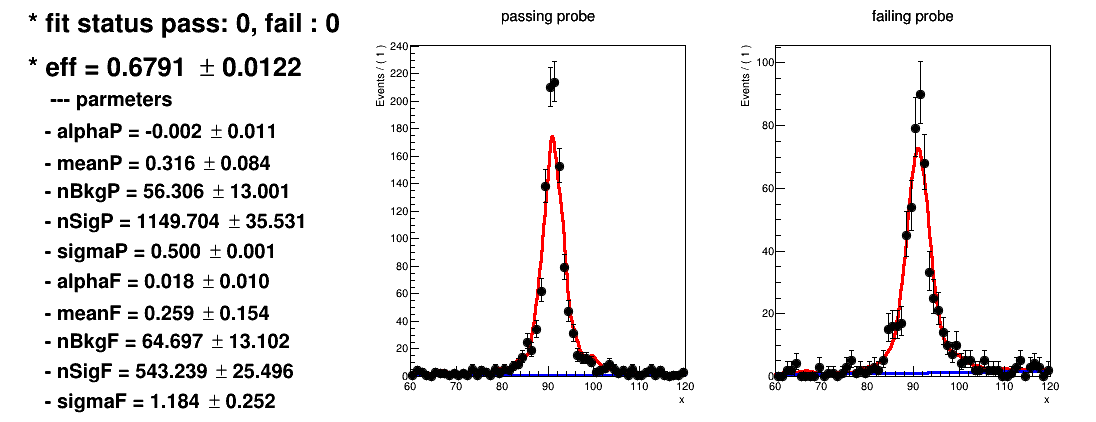 * fit status pass: 0, fail : 0
* eff = 0.6791 ± 0.0122
--- parmeters
- alphaP = -0.002 ± 0.011
- meanP = 0.316 ± 0.084
- nBkgP = 56.306 ± 13.001
- nSigP = 1149.704 ± 35.531
- sigmaP = 0.500 ± 0.001
- alphaF = 0.018 ± 0.010
- meanF = 0.259 ± 0.154
- nBkgF = 64.697 ± 13.102
- nSigF = 543.239 ± 25.496
- sigmaF = 1.184 ± 0.252
passing probe
Events / ( 1 )
240
220
200
180
160
140
120
100
80
60
40
20
0
60 70 80 90 100 110 120
x
failing probe
Events / ( 1 )
100
80
60
40
20
0
60 70 80 90 100 110 120
x